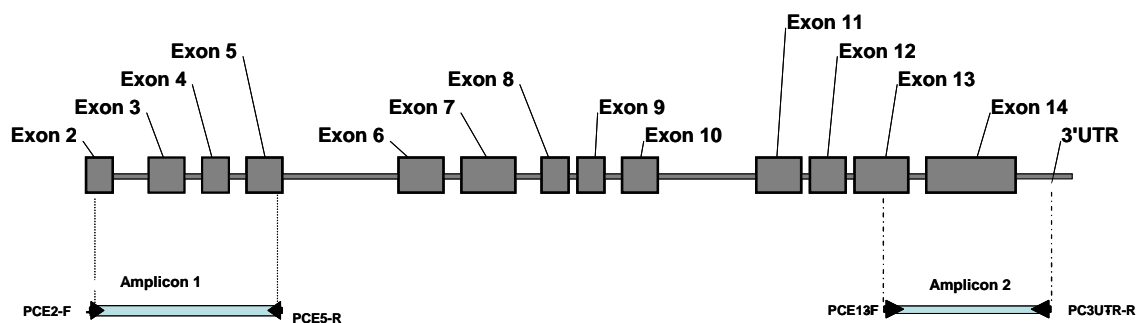 Exon 11
Exon 5
Exon 12
Exon 4
Exon 8
Exon 13
Exon 3
Exon 7
Exon 9
Exon 14
Exon 2
Exon 6
Exon 10
3'UTR
Amplicon 1
Amplicon 2
PCE2-F
PCE5-R
PCE13F
PC3UTR-R